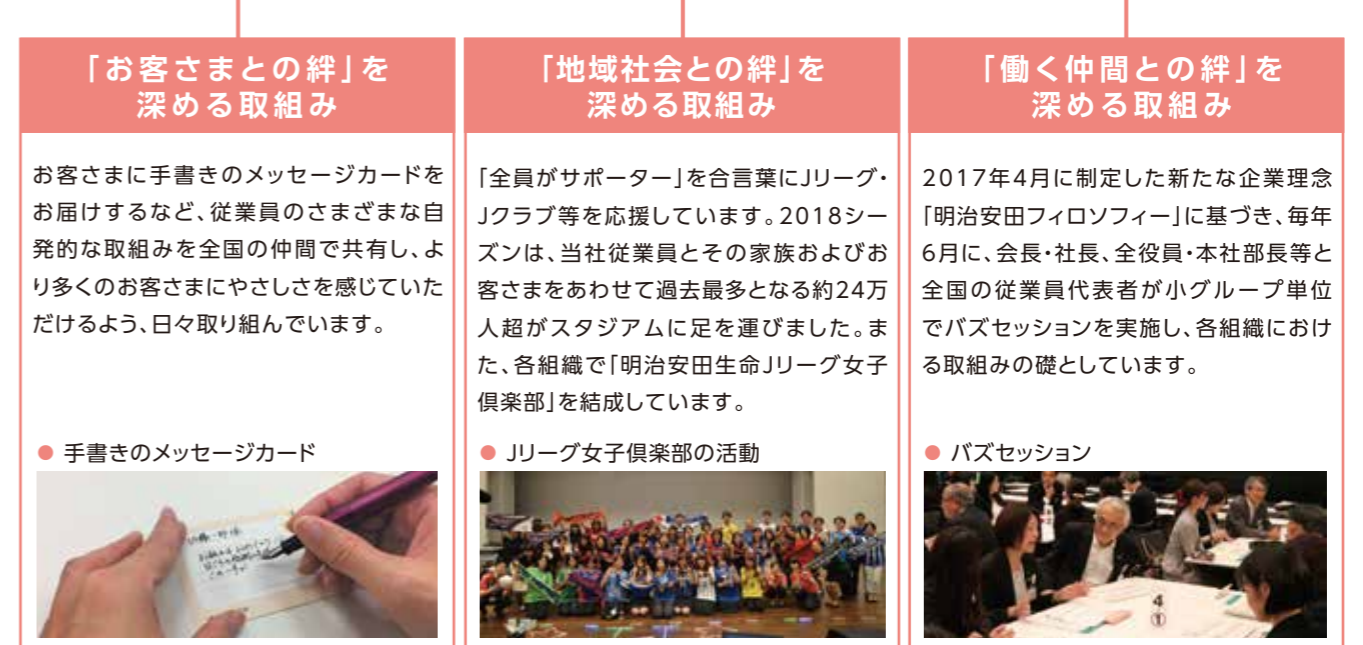 「お客さまとの絆」を
深める取組み
お客さまに手書きのメッセージカードを
お届けするなど、従業員のさまざまな自
発的な取組みを全国の仲間で共有し、よ
り多くのお客さまにやさしさを感じていた
だけるよう、日々取り組んでいます。
● 手書きのメッセージカード
「地域社会との絆」を
深める取組み
「全員がサポーター」を合言葉にJリーグ・
Jクラブ等を応援しています。2018シー
ズンは、当社従業員とその家族およびお
客さまをあわせて過去最多となる約24万
人超がスタジアムに足を運びました。ま
た、各組織で「明治安田生命Jリーグ女子
倶楽部」を結成しています。
● Jリーグ女子倶楽部の活動
「働く仲間との絆」を
深める取組み
2017年4月に制定した新たな企業理念
「明治安田フィロソフィー」に基づき、毎年
6月に、会長・社長、全役員・本社部長等と
全国の従業員代表者が小グループ単位
でバズセッションを実施し、各組織におけ
る取組みの礎としています。
● バズセッション
4
①